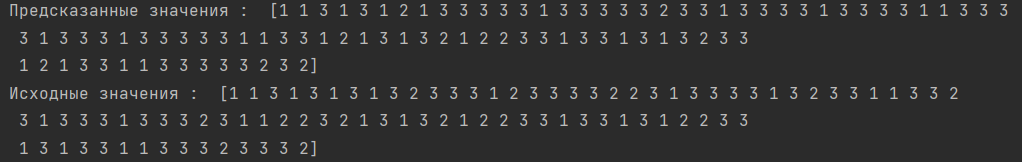 Предсказанные значения :  [1 1 3 1 3 1 2 1 3 3 3 3 3 1 3 3 3 3 3 2 3 3 1 3 3 3 3 1 3 3 3 3 1 1 3 3 3
3 1 3 3 3 1 3 3 3 3 3 1 1 3 3 1 2 1 3 1 3 2 1 2 2 3 3 1 3 3 1 3 1 3 2 3 3
1 2 1 3 3 1 1 3 3 3 3 3 2 3 2]
Исходные значения :  [1 1 3 1 3 1 3 1 3 2 3 3 3 1 2 3 3 3 3 2 2 3 1 3 3 3 3 1 3 2 3 3 1 1 3 3 2
3 1 3 3 3 1 3 3 3 2 3 1 1 2 2 3 2 1 3 1 3 2 1 2 2 3 3 1 3 3 1 3 1 2 2 3 3
1 3 1 3 3 1 1 3 3 3 2 3 3 3 2]